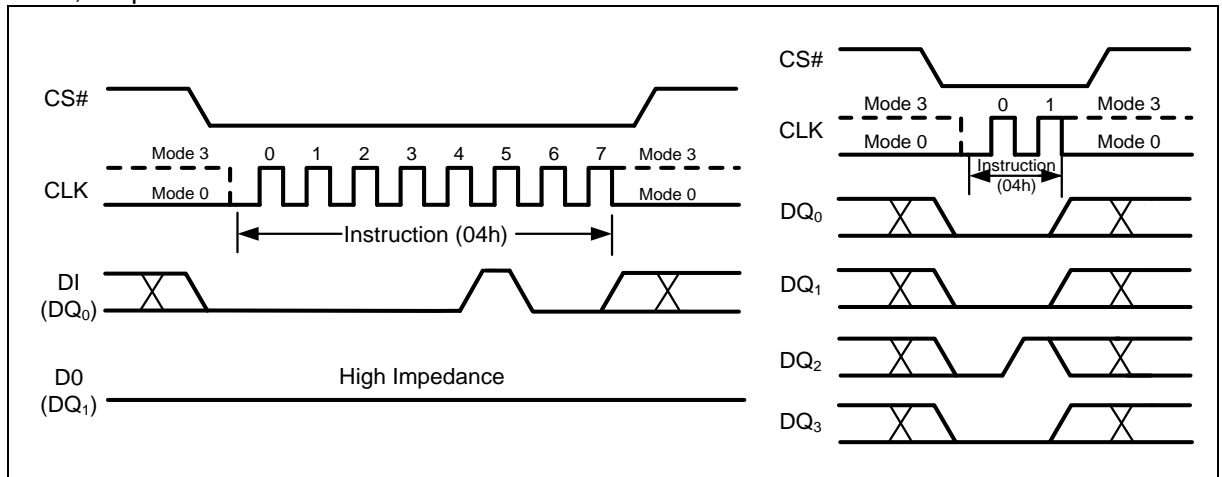 CS#
Mode 3 0 1 2 3 4 5 6 7 Mode 3
CLK
Mode 0 Mode 0
Instruction (04h)
DI
(DQ0)
D0
(DQ1)
High Impedance
CS#
Mode 3 0 1 Mode 3
CLK
Mode 0 Mode 0
Instruction
(04h)
DQ0
DQ1
DQ2
DQ3